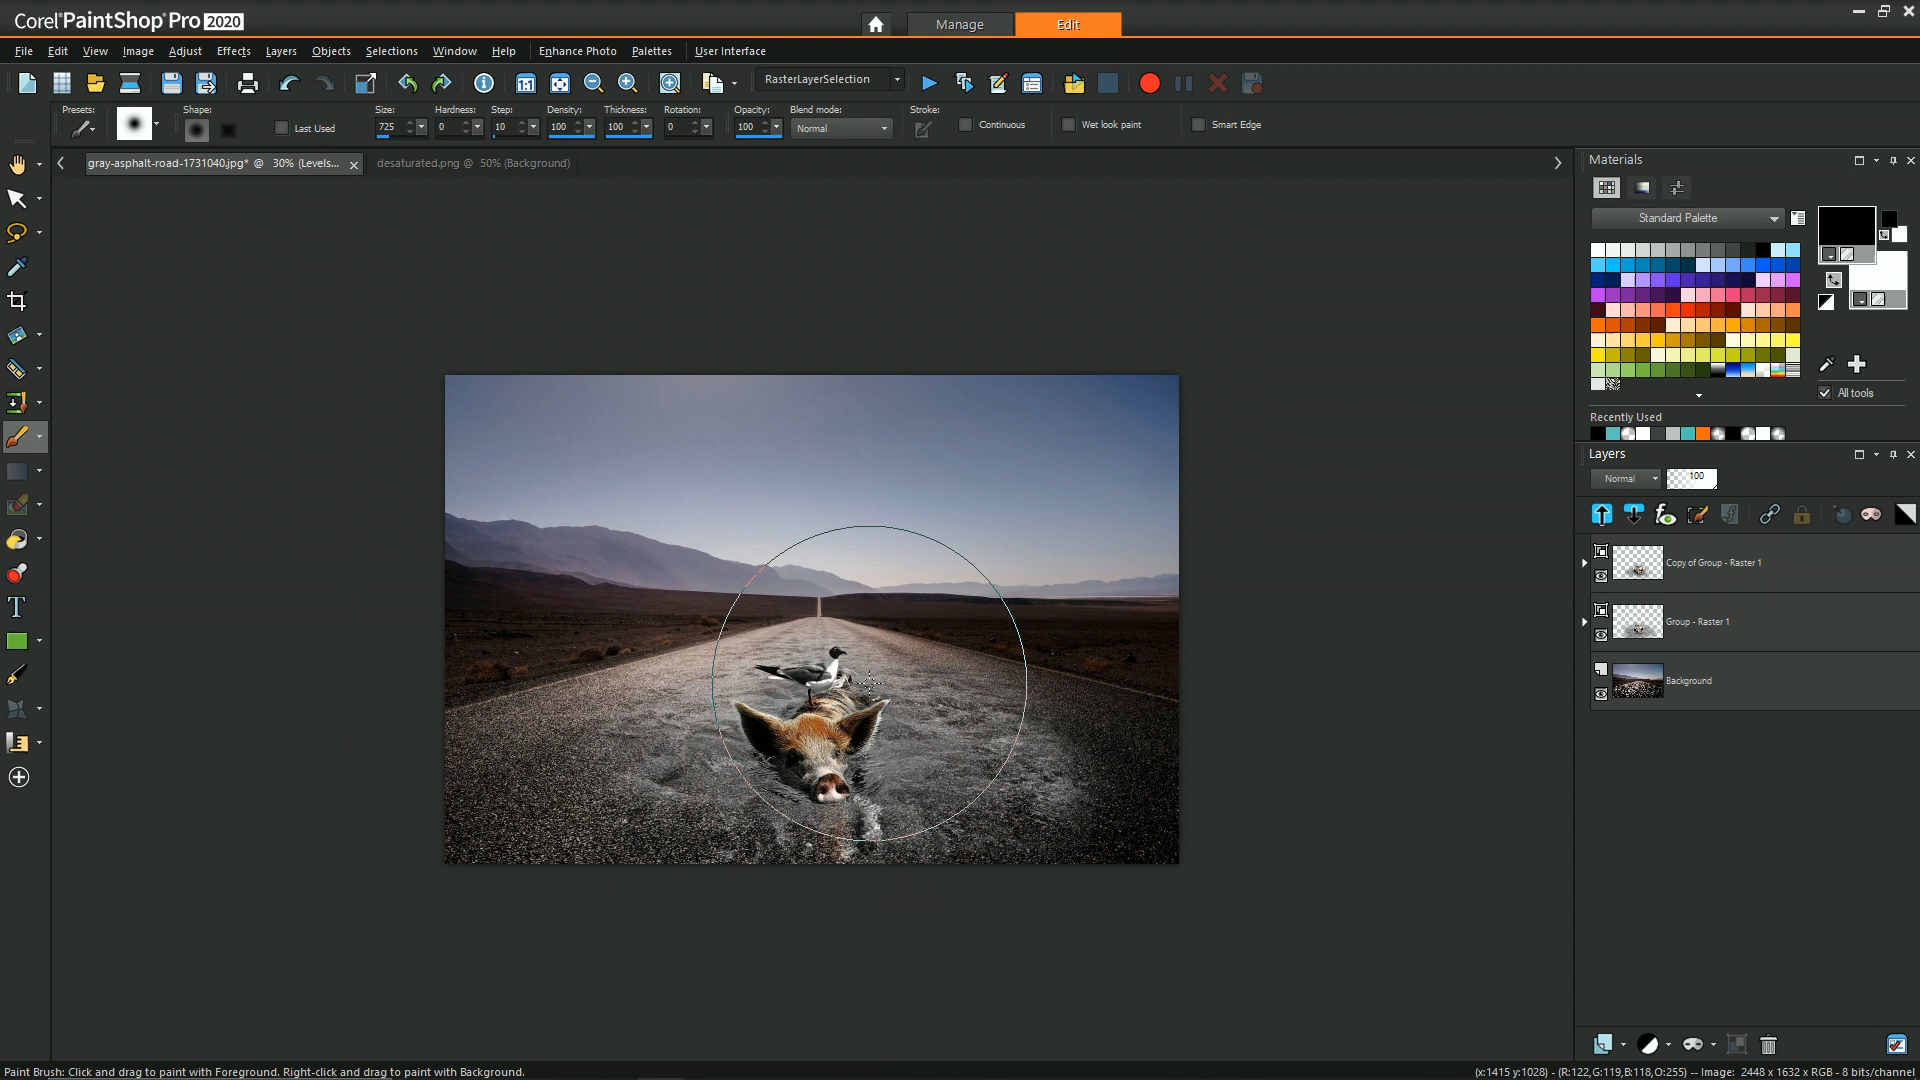 Corel PaintShop Pro 2020
Manage
Edit
File Edit View Image Adjust Effects Layers Objects Selections Window Help Enhance Photo Palettes User Interface
1:1
RasterLayerSelection
Presets: Shape: Size: Hardness: Step: Density: Thickness: Rotation: Opacity: Blend mode: Stroke:
Last Used 725 0 10 100 100 0 100 Normal Continuous Wet look paint Smart Edge
gray-asphalt-road-1731040.jpg* @ 30% (Levels...
desaturated.png @ 50% (Background)
Materials
Standard Palette
All tools
Recently Used
Layers
Normal 100
Copy of Group - Raster 1
Group - Raster 1
Background
Paint Brush: Click and drag to paint with Foreground. Right-click and drag to paint with Background.
(x:1415 y:1028) - (R:122,G:119,B:118,O:255) -- Image: 2448 x 1632 x RGB - 8 bits/channel